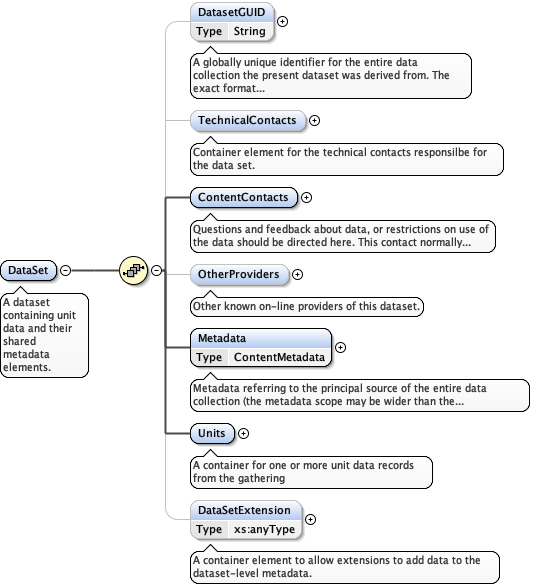 DatasetGUID
Type String
A globally unique identifier for the entire data
collection the present dataset was derived from. The
exact format...
TechnicalContacts
Container element for the technical contacts responsilbe for
the data set.
ContentContacts
Questions and feedback about data, or restrictions on use of
the data should be directed here. This contact normally...
DataSet
A dataset
containing unit
data and their
shared
metadata
elements.
OtherProviders
Other known on-line providers of this dataset.
Metadata
Type ContentMetadata
Metadata referring to the principal source of the entire data
collection (the metadata scope may be wider than the...
Units
A container for one or more unit data records
from the gathering
DataSetExtension
Type xs:anyType
A container element to allow extensions to add data to the
dataset-level metadata.